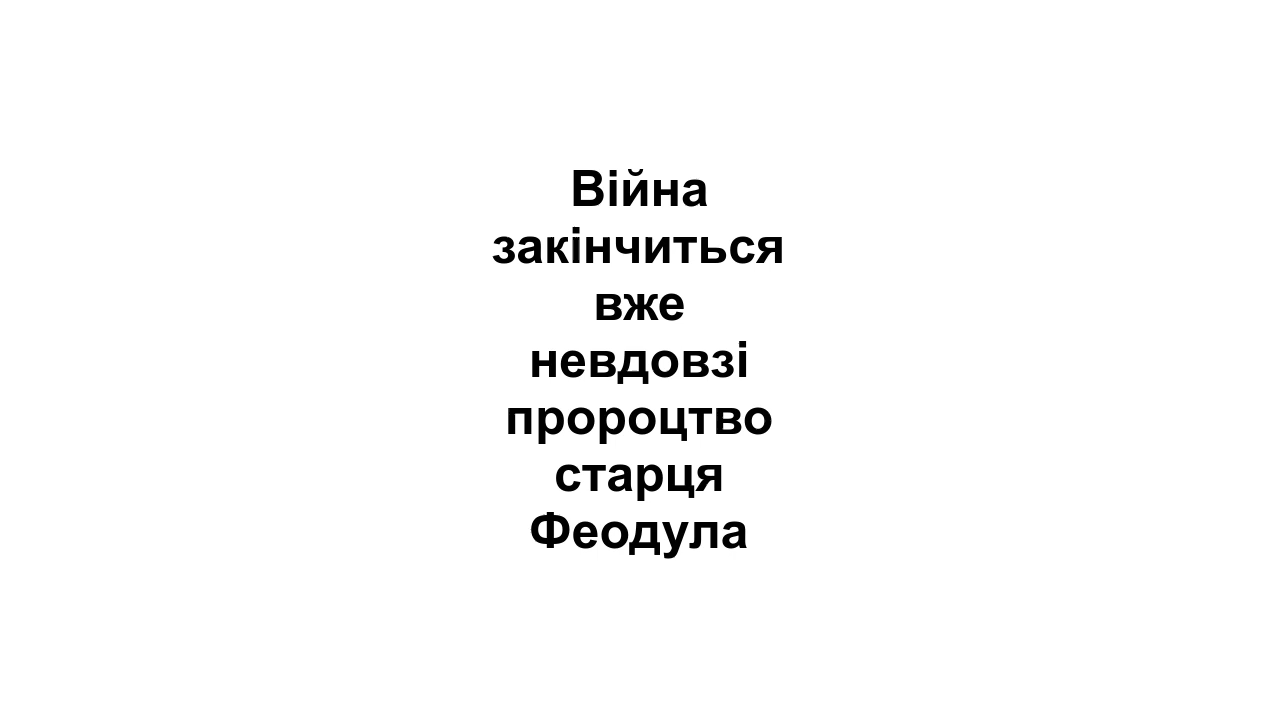 Війна
закінчиться
вже
невдовзі
пророцтво
старця
Феодула